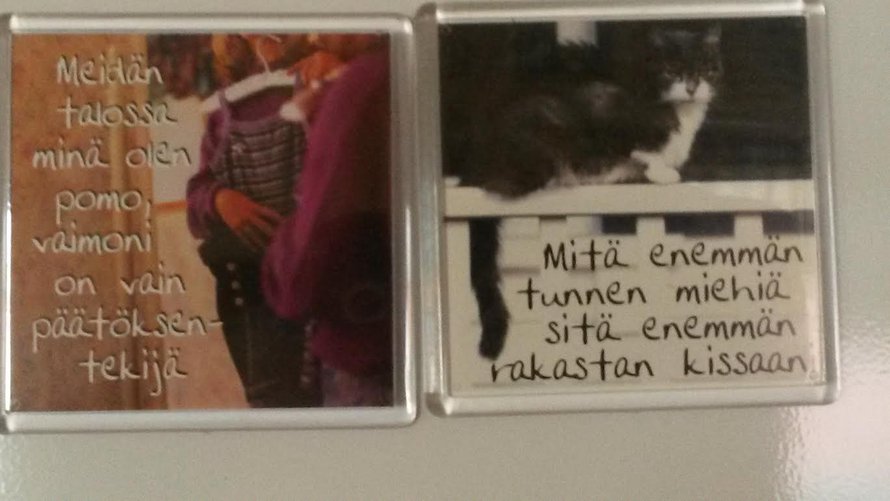 Meidän
talossa
minä olen
pomo,
vaimoni
on vain
päätöksen-
tekijä
Mitä enemmän
tunnen miehiä
sitä enemmän
rakastan kissaan